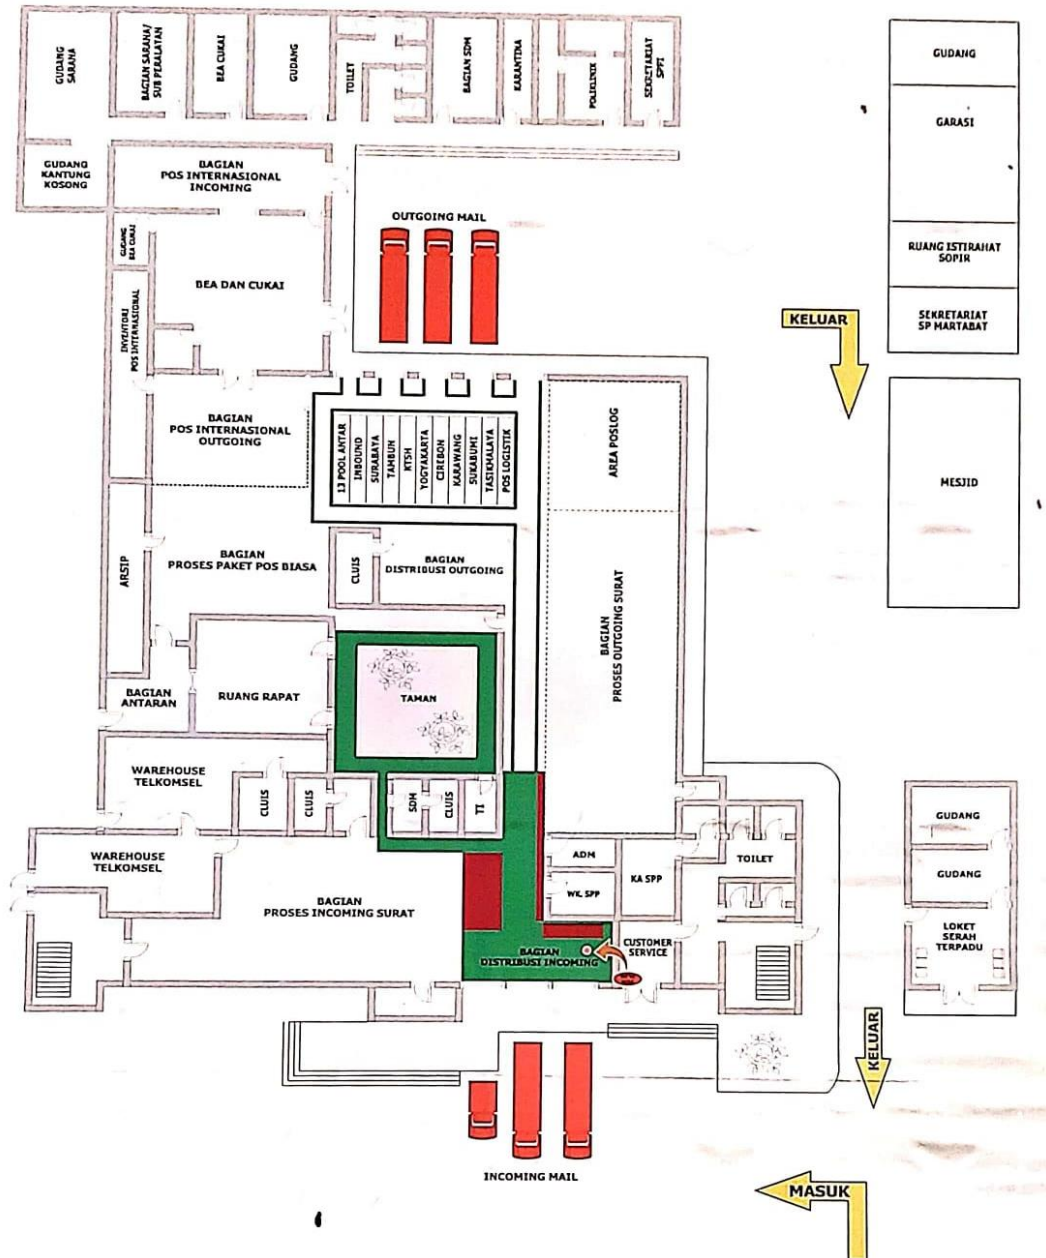 GUDANG
SARANA
BAGIAN SARANA/
SUB PERALATAN
BEA CUKAI
GUDANG
TOILET
BAGIAN SDM
KARANTINA
POLIKLINIK
SEKRETARIAT
SPPI
GUDANG
GARASI
RUANG ISTIRAHAT
SOPIR
SEKRETARIAT
SP MARTABAT
GUDANG
KANTUNG
KOSONG
BAGIAN
POS INTERNASIONAL
INCOMING
OUTGOING MAIL
GUDANG
BEA CUKAI
BEA DAN CUKAI
INVENTORI
POS INTERNASIONAL
KELUAR
BAGIAN
POS INTERNASIONAL
OUTGOING
13 POOL ANTAR
INBOUND
SURABAYA
TAMBUN
KTSH
YOGYAKARTA
CIREBON
KARAWANG
SUKABUMI
TASIKMALAYA
POS LOGISTIK
AREA POSLOG
MESJID
ARSIP
BAGIAN
PROSES PAKET POS BIASA
CLUIS
BAGIAN
DISTRIBUSI OUTGOING
BAGIAN
PROSES OUTGOING SURAT
BAGIAN
ANTARAN
RUANG RAPAT
TAMAN
WAREHOUSE
TELKOMSEL
CLUIS
CLUIS
SDM
CLUIS
TI
WAREHOUSE
TELKOMSEL
BAGIAN
PROSES INCOMING SURAT
ADM
WK. SPP
KA SPP
TOILET
GUDANG
GUDANG
LOKET
SERAH
TERPADU
BAGIAN
DISTRIBUSI INCOMING
CUSTOMER
SERVICE
KELUAR
INCOMING MAIL
MASUK